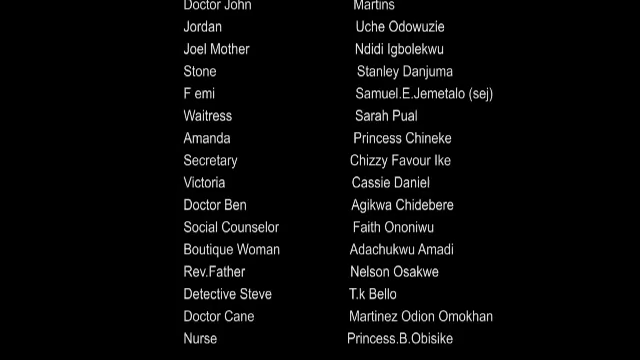 Doctor John Martins
Jordan Uche Odowuzie
Joel Mother Ndidi Igbolekwu
Stone Stanley Danjuma
F emi Samuel.E.Jemetalo (sej)
Waitress Sarah Pual
Amanda Princess Chineke
Secretary Chizzy Favour Ike
Victoria Cassie Daniel
Doctor Ben Agikwa Chidebere
Social Counselor Faith Ononiwu
Boutique Woman Adachukwu Amadi
Rev.Father Nelson Osakwe
Detective Steve T.k Bello
Doctor Cane Martinez Odion Omokhan
Nurse Princess.B.Obisike